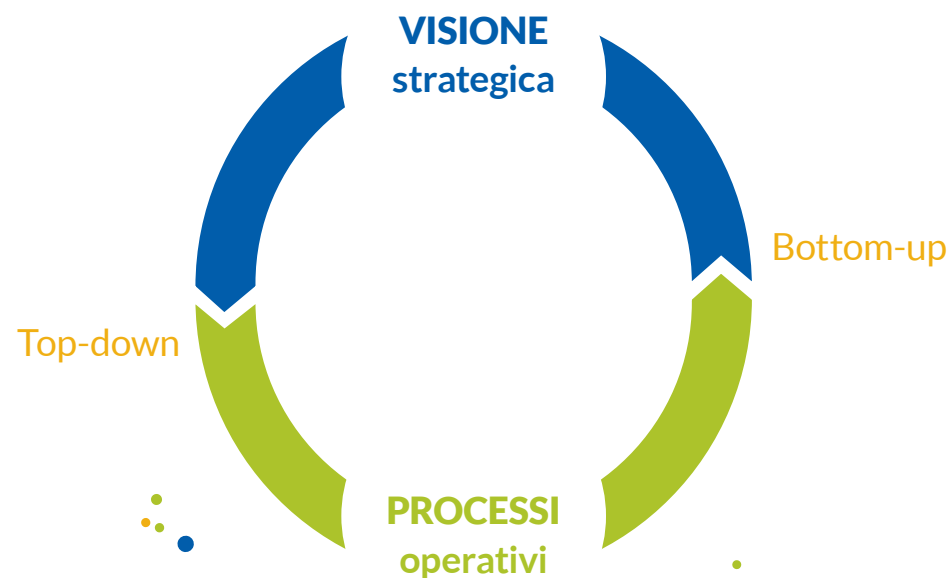 VISIONE
strategica
Bottom-up
Top-down
PROCESSI
operativi